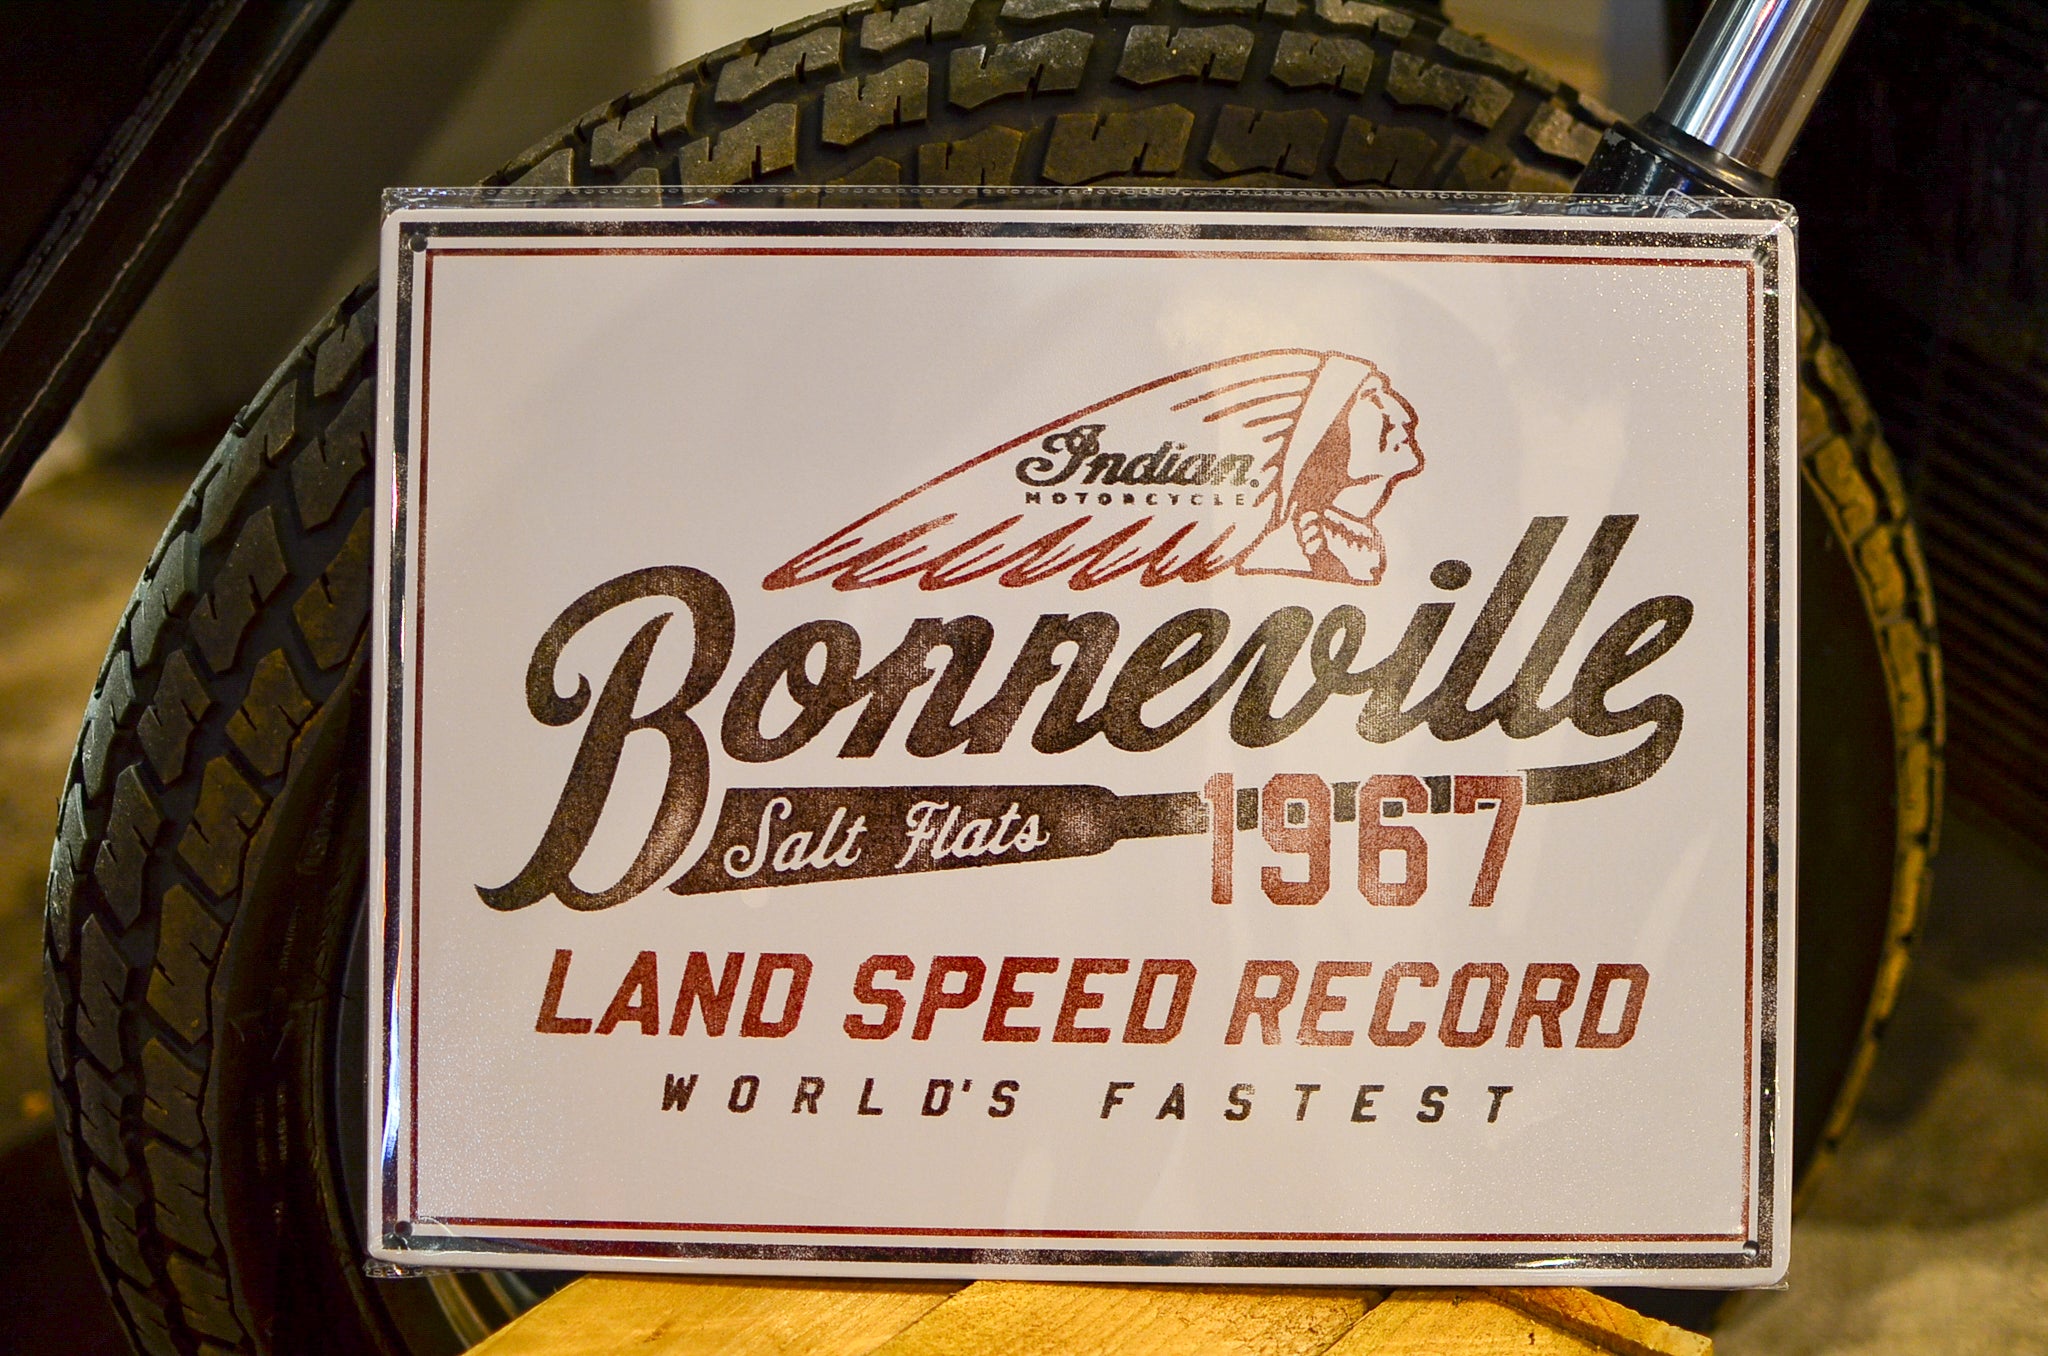 Indian®
MOTORCYCLE
Bonneville
Salt Flats
1967
LAND SPEED RECORD
WORLD'S FASTEST